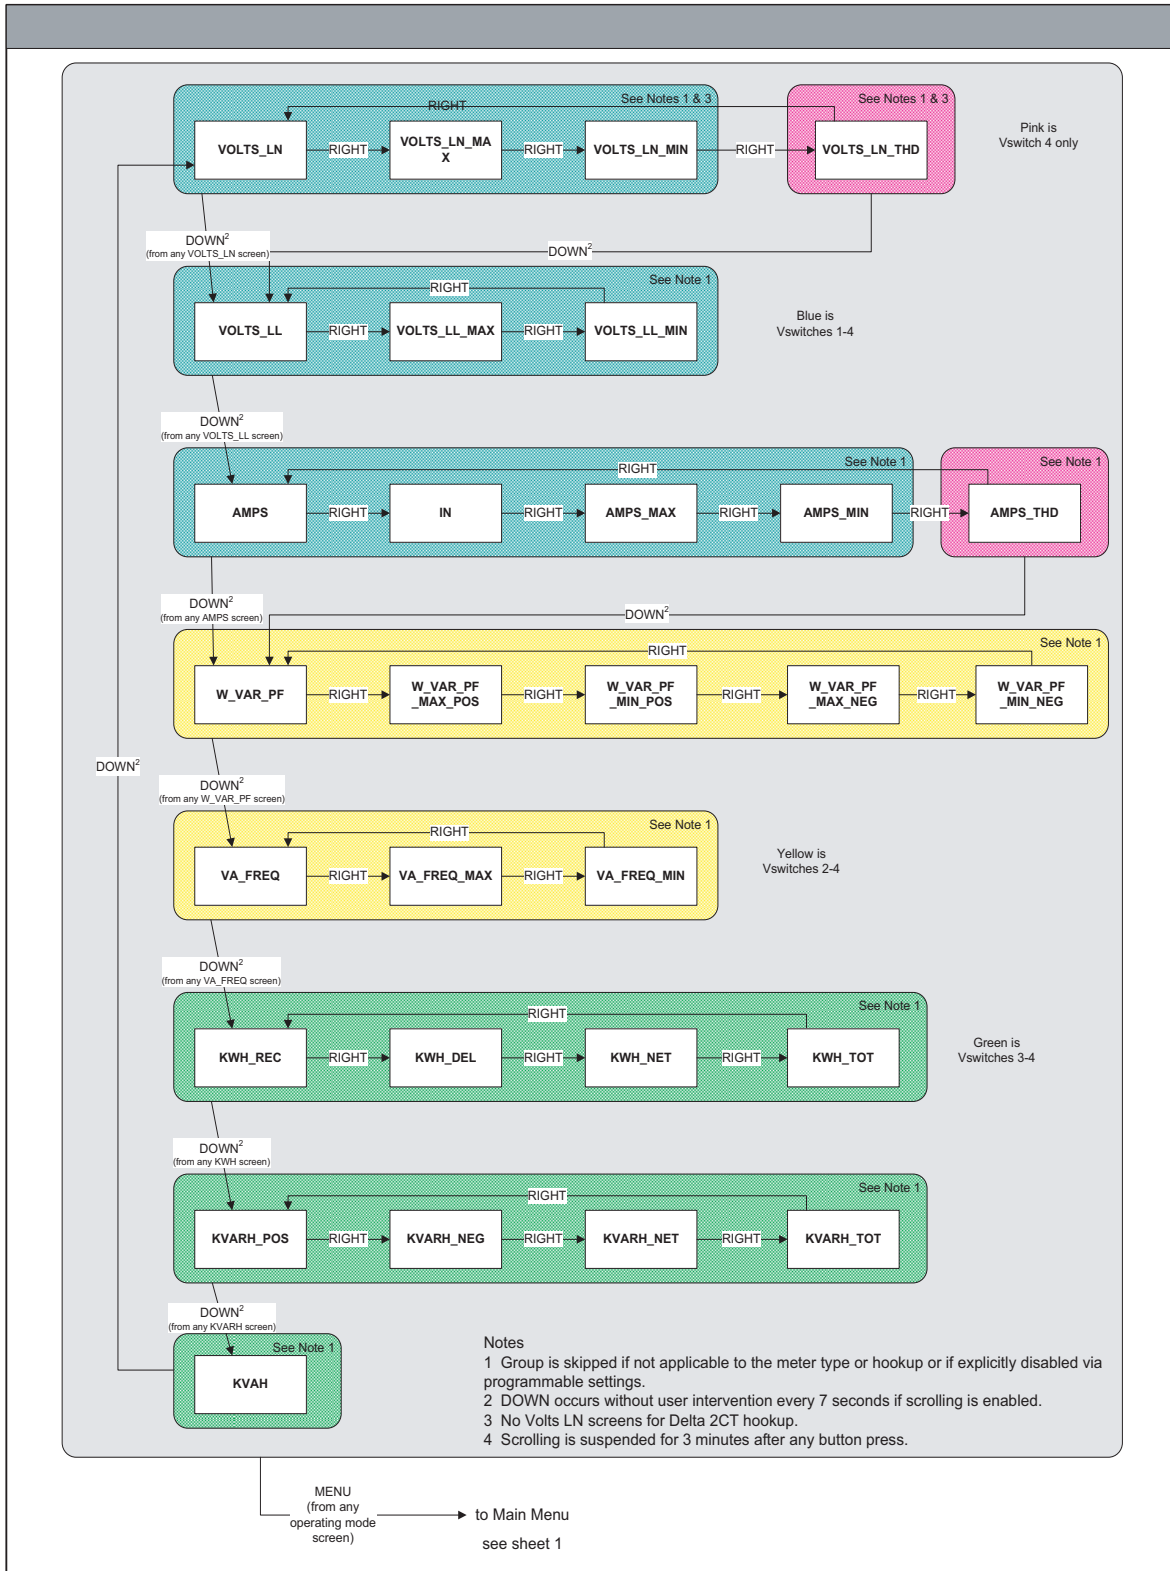 See Notes 1 & 3
See Notes 1 & 3
RIGHT
Pink is
Vswitch 4 only
VOLTS_LN
RIGHT
VOLTS_LN_MA
X
RIGHT
VOLTS_LN_MIN
RIGHT
VOLTS_LN_THD
DOWN2
(from any VOLTS_LN screen)
DOWN2
See Note 1
RIGHT
Blue is
Vswitches 1-4
VOLTS_LL
RIGHT
VOLTS_LL_MAX
RIGHT
VOLTS_LL_MIN
DOWN2
(from any VOLTS_LL screen)
See Note 1
See Note 1
RIGHT
AMPS
RIGHT
IN
RIGHT
AMPS_MAX
RIGHT
AMPS_MIN
RIGHT
AMPS_THD
DOWN2
(from any AMPS screen)
DOWN2
See Note 1
RIGHT
W_VAR_PF
RIGHT
W_VAR_PF
_MAX_POS
RIGHT
W_VAR_PF
_MIN_POS
RIGHT
W_VAR_PF
_MAX_NEG
RIGHT
W_VAR_PF
_MIN_NEG
DOWN2
DOWN2
(from any W_VAR_PF screen)
See Note 1
RIGHT
Yellow is
Vswitches 2-4
VA_FREQ
RIGHT
VA_FREQ_MAX
RIGHT
VA_FREQ_MIN
DOWN2
(from any VA_FREQ screen)
See Note 1
RIGHT
Green is
Vswitches 3-4
KWH_REC
RIGHT
KWH_DEL
RIGHT
KWH_NET
RIGHT
KWH_TOT
DOWN2
(from any KWH screen)
See Note 1
RIGHT
KVARH_POS
RIGHT
KVARH_NEG
RIGHT
KVARH_NET
RIGHT
KVARH_TOT
DOWN2
(from any KVARH screen)
See Note 1
KVAH
Notes
1 Group is skipped if not applicable to the meter type or hookup or if explicitly disabled via
programmable settings.
2 DOWN occurs without user intervention every 7 seconds if scrolling is enabled.
3 No Volts LN screens for Delta 2CT hookup.
4 Scrolling is suspended for 3 minutes after any button press.
MENU
(from any
operating mode
screen)
to Main Menu
see sheet 1